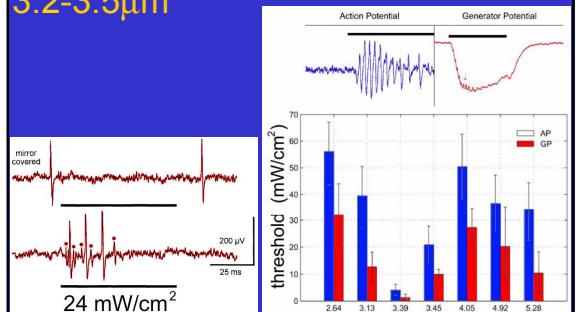 3.2-3.5μm
Action Potential
Generator Potential
mirror
covered
200 μV
25 ms
24 mW/cm²
threshold (mW/cm²)
70
60
50
40
30
20
10
0
AP
GP
2.64 3.13 3.39 3.45 4.05 4.92 5.28